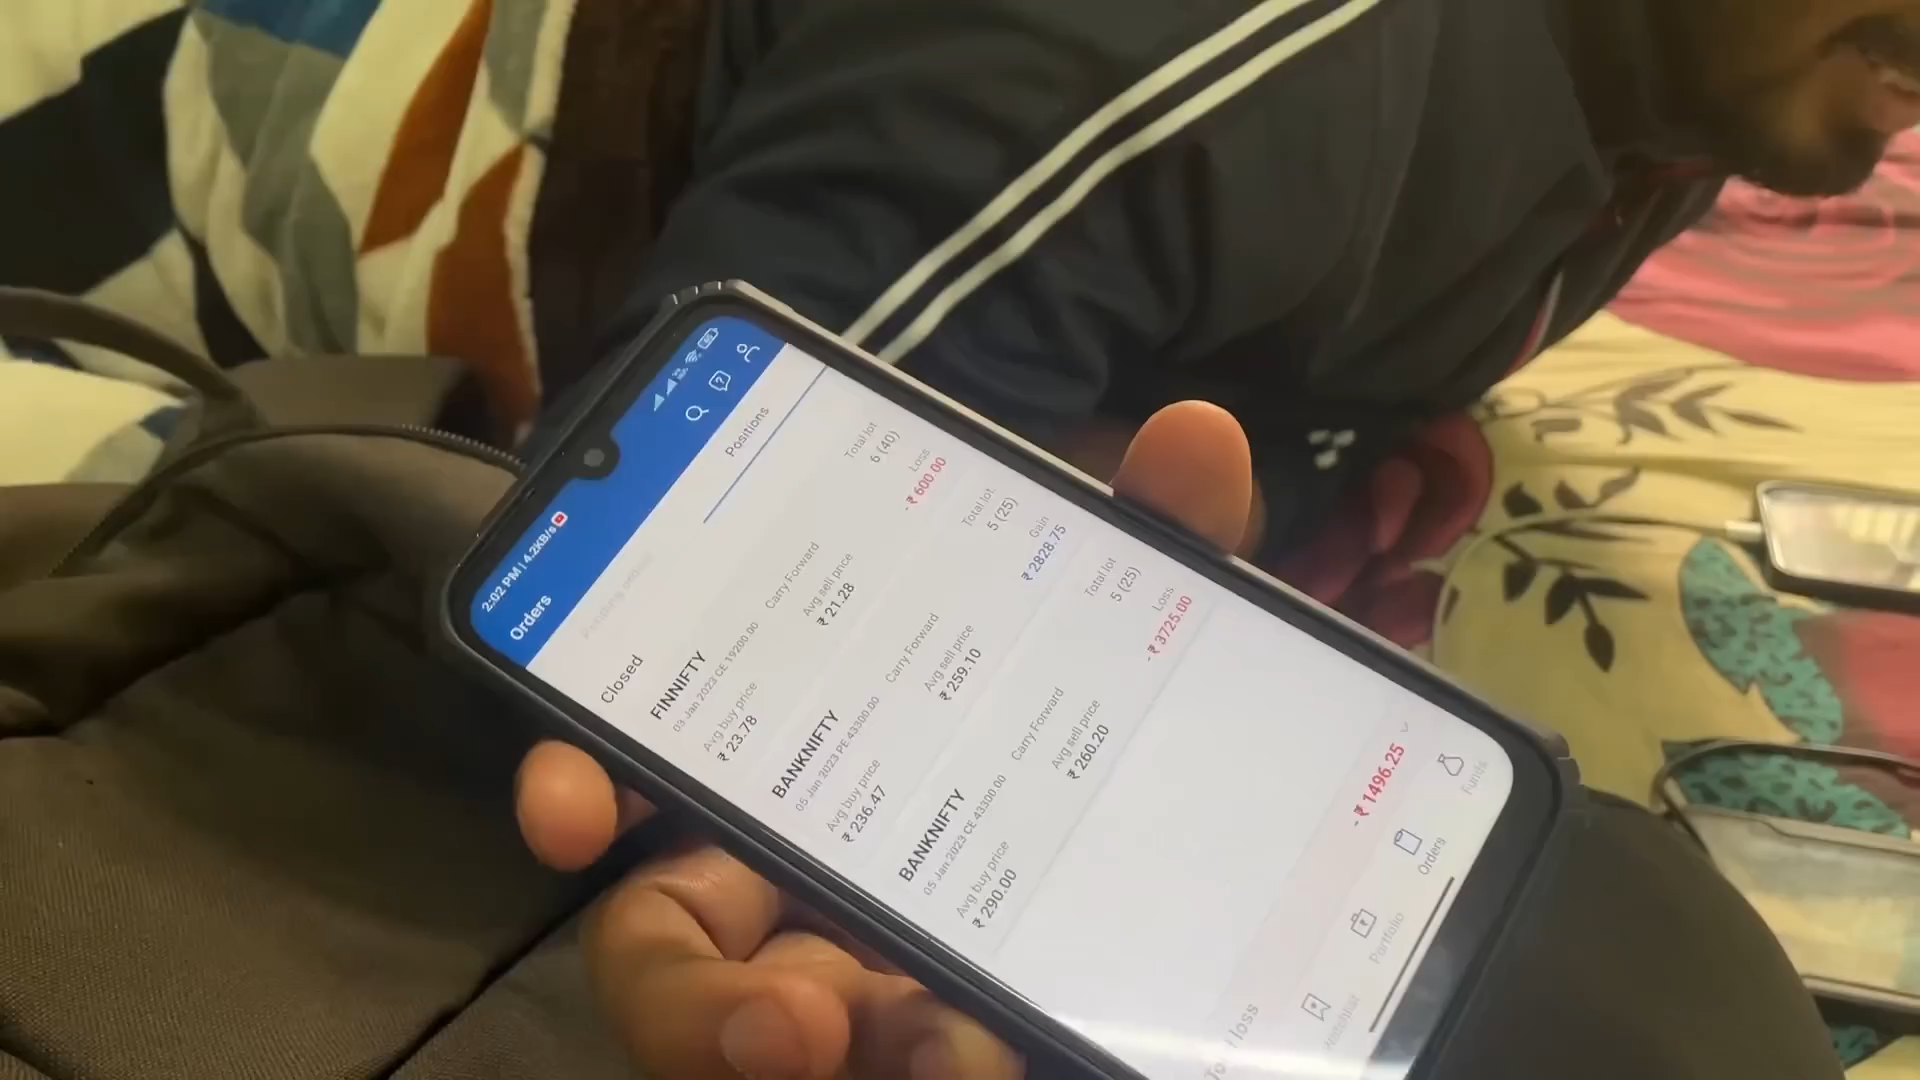 2:02 PM | 4.2KB/s
Orders
Positions
Closed
FINNIFTY
Total lot
03 Jan 2023 CE 19200.00
Carry Forward
6 (40)
Avg buy price
Avg sell price
Loss
₹ 23.78
₹ 21.28
- ₹ 600.00
BANKNIFTY
Total lot
05 Jan 2023 PE 43300.00
Carry Forward
5 (25)
Avg buy price
Avg sell price
Gain
₹ 236.47
₹ 259.10
₹ 2828.75
BANKNIFTY
Total lot
05 Jan 2023 CE 43300.00
Carry Forward
5 (25)
Avg buy price
Avg sell price
Loss
₹ 290.00
₹ 260.20
- ₹ 3725.00
loss
- ₹ 1496.25
Watchlist
Portfolio
Orders
Funds